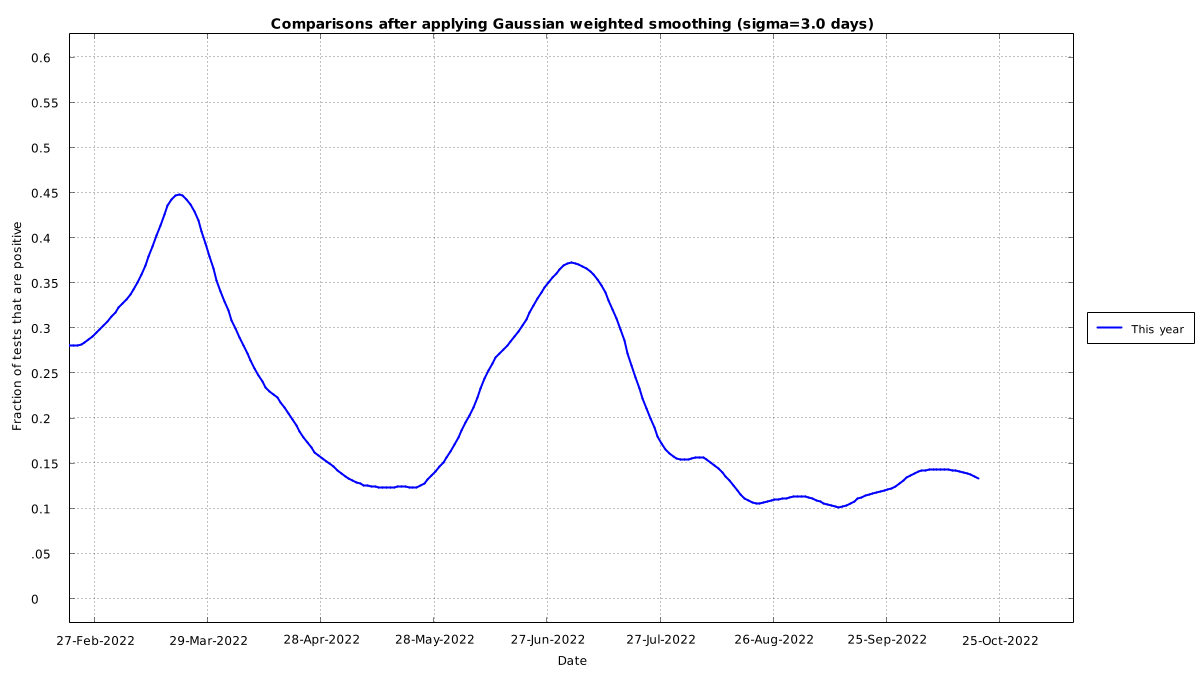 Comparisons after applying Gaussian weighted smoothing (sigma=3.0 days)
0.6
0.55
0.5
0.45
0.4
0.35
0.3
0.25
0.2
0.15
0.1
.05
0
Fraction of tests that are positive
27-Feb-2022 29-Mar-2022 28-Apr-2022 28-May-2022 27-Jun-2022 27-Jul-2022 26-Aug-2022 25-Sep-2022 25-Oct-2022
Date
This year